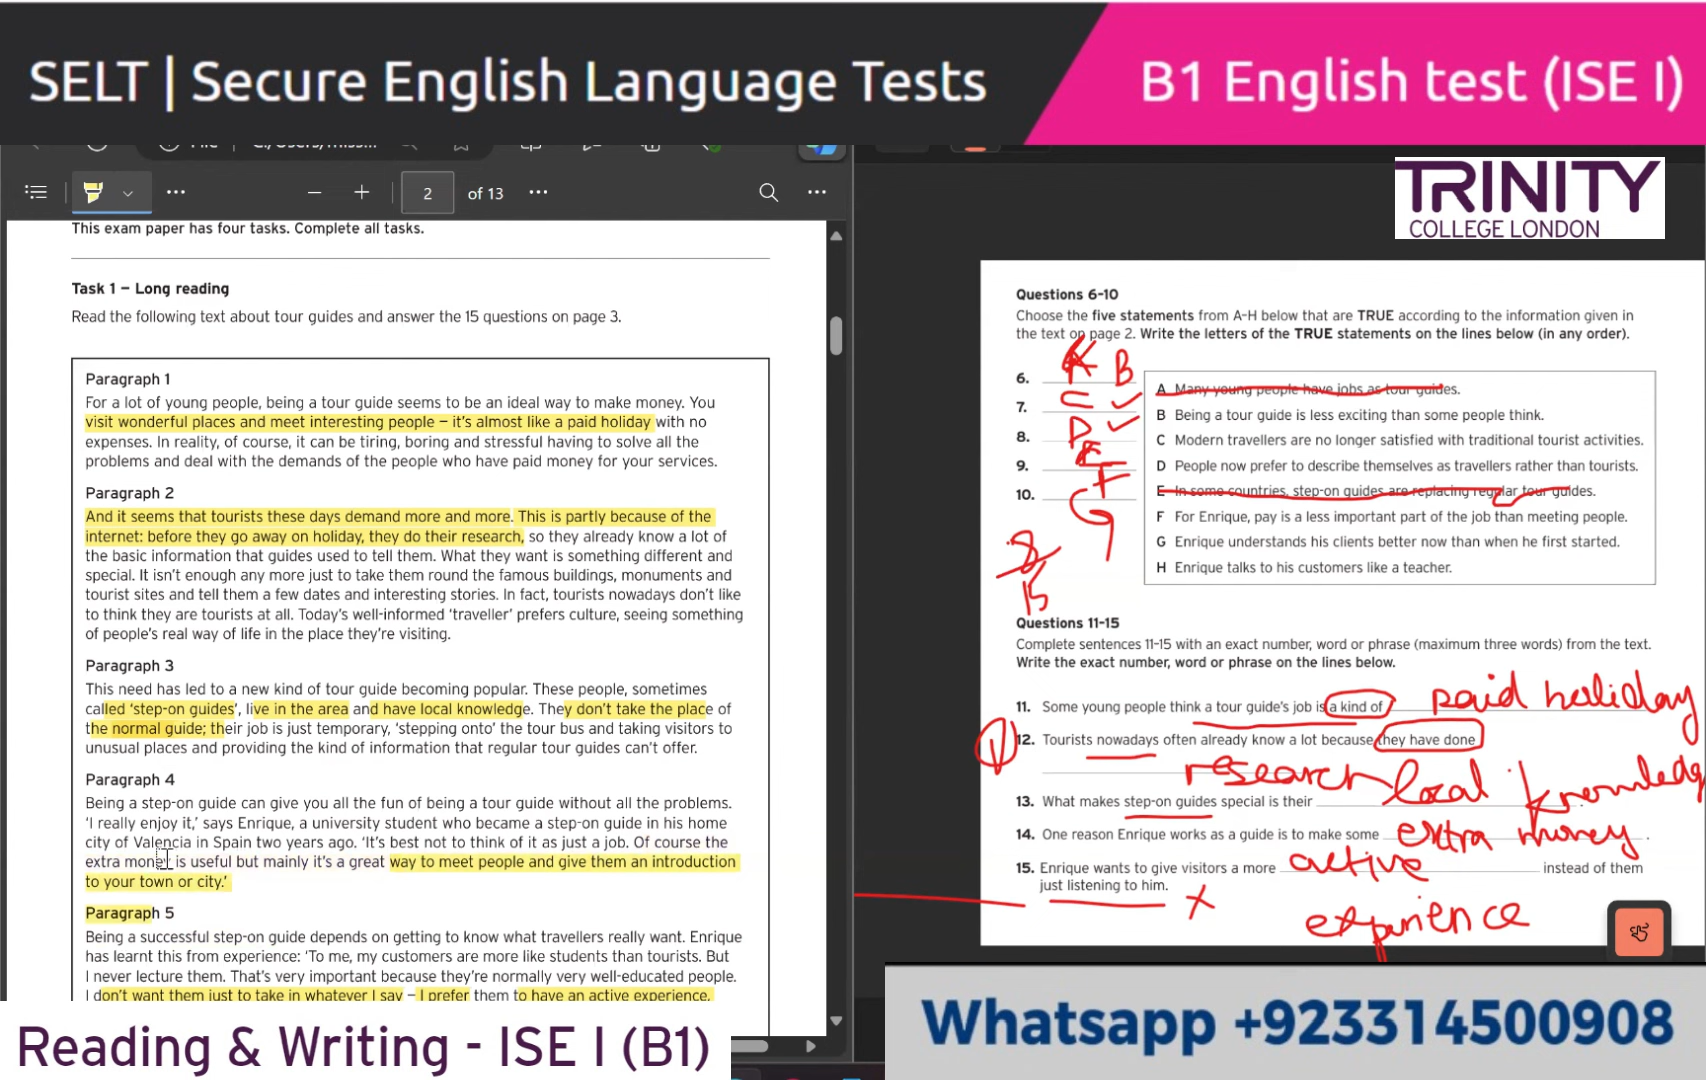 SELT | Secure English Language Tests
B1 English test (ISE I)
2 of 13
TRINITY
COLLEGE LONDON
This exam paper has four tasks. Complete all tasks.
Task 1 – Long reading
Read the following text about tour guides and answer the 15 questions on page 3.
Paragraph 1
For a lot of young people, being a tour guide seems to be an ideal way to make money. You
visit wonderful places and meet interesting people – it's almost like a paid holiday with no
expenses. In reality, of course, it can be tiring, boring and stressful having to solve all the
problems and deal with the demands of the people who have paid money for your services.
Paragraph 2
And it seems that tourists these days demand more and more. This is partly because of the
internet: before they go away on holiday, they do their research, so they already know a lot of
the basic information that guides used to tell them. What they want is something different and
special. It isn't enough any more just to take them round the famous buildings, monuments and
tourist sites and tell them a few dates and interesting stories. In fact, tourists nowadays don't like
to think they are tourists at all. Today's well-informed 'traveller' prefers culture, seeing something
of people's real way of life in the place they're visiting.
Paragraph 3
This need has led to a new kind of tour guide becoming popular. These people, sometimes
called 'step-on guides', live in the area and have local knowledge. They don't take the place of
the normal guide; their job is just temporary, 'stepping onto' the tour bus and taking visitors to
unusual places and providing the kind of information that regular tour guides can't offer.
Paragraph 4
Being a step-on guide can give you all the fun of being a tour guide without all the problems.
'I really enjoy it,' says Enrique, a university student who became a step-on guide in his home
city of Valencia in Spain two years ago. 'It's best not to think of it as just a job. Of course the
extra money is useful but mainly it's a great way to meet people and give them an introduction
to your town or city.'
Paragraph 5
Being a successful step-on guide depends on getting to know what travellers really want. Enrique
has learnt this from experience: 'To me, my customers are more like students than tourists. But
I never lecture them. That's very important because they're normally very well-educated people.
I don't want them just to take in whatever I say – I prefer them to have an active experience.
Questions 6-10
Choose the five statements from A-H below that are TRUE according to the information given in
the text on page 2. Write the letters of the TRUE statements on the lines below (in any order).
6. B
7. C
8. D
9. F
10. G
A Many young people have jobs as tour guides.
B Being a tour guide is less exciting than some people think.
C Modern travellers are no longer satisfied with traditional tourist activities.
D People now prefer to describe themselves as travellers rather than tourists.
E In some countries, step-on guides are replacing regular tour guides.
F For Enrique, pay is a less important part of the job than meeting people.
G Enrique understands his clients better now than when he first started.
H Enrique talks to his customers like a teacher.
8
15
Questions 11-15
Complete sentences 11-15 with an exact number, word or phrase (maximum three words) from the text.
Write the exact number, word or phrase on the lines below.
11. Some young people think a tour guide's job is a kind of paid holiday
12. Tourists nowadays often already know a lot because they have done
research
13. What makes step-on guides special is their local knowledge
14. One reason Enrique works as a guide is to make some extra money .
15. Enrique wants to give visitors a more active instead of them
just listening to him.
experience
Reading & Writing - ISE I (B1)
Whatsapp +923314500908